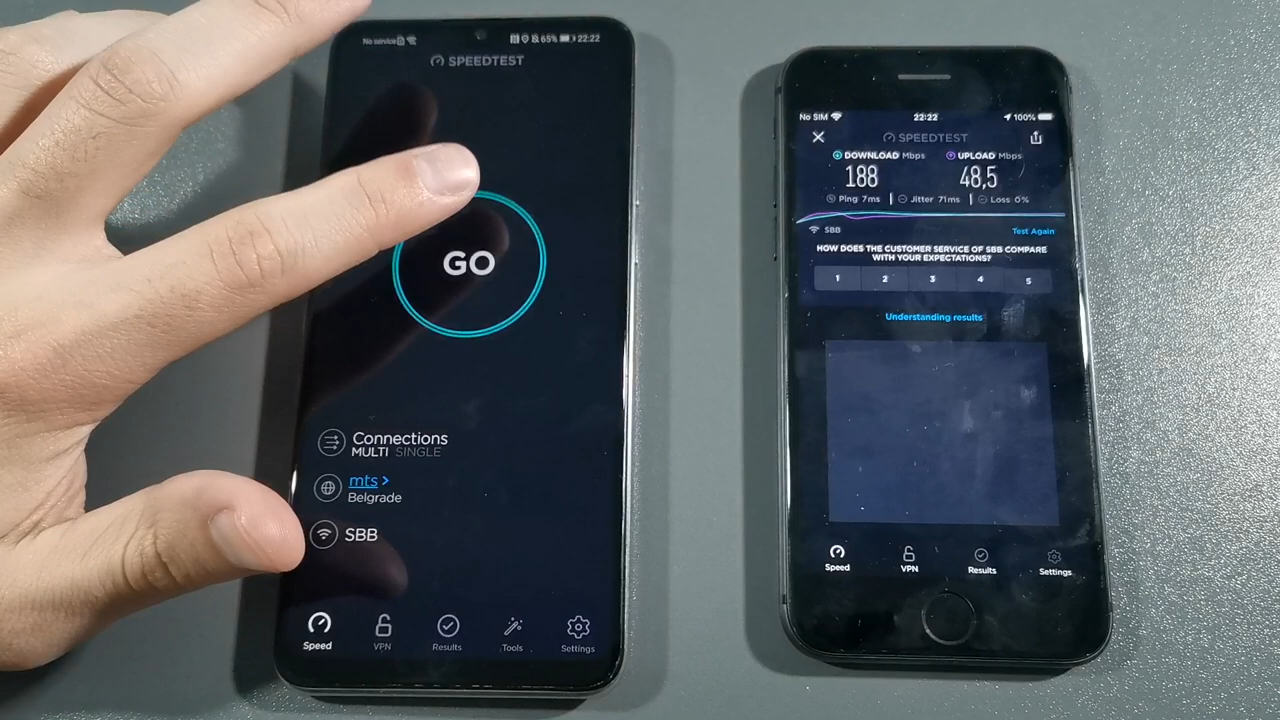 No service
65% 22:22
SPEEDTEST
GO
Connections
MULTI SINGLE
mts >
Belgrade
SBB
Speed VPN Results Tools Settings
No SIM 22:22 100%
SPEEDTEST
DOWNLOAD Mbps UPLOAD Mbps
188 48,5
Ping 7ms Jitter 71ms Loss 0%
SBB Test Again
HOW DOES THE CUSTOMER SERVICE OF SBB COMPARE
WITH YOUR EXPECTATIONS?
1 2 3 4 5
Understanding results
Speed VPN Results Settings